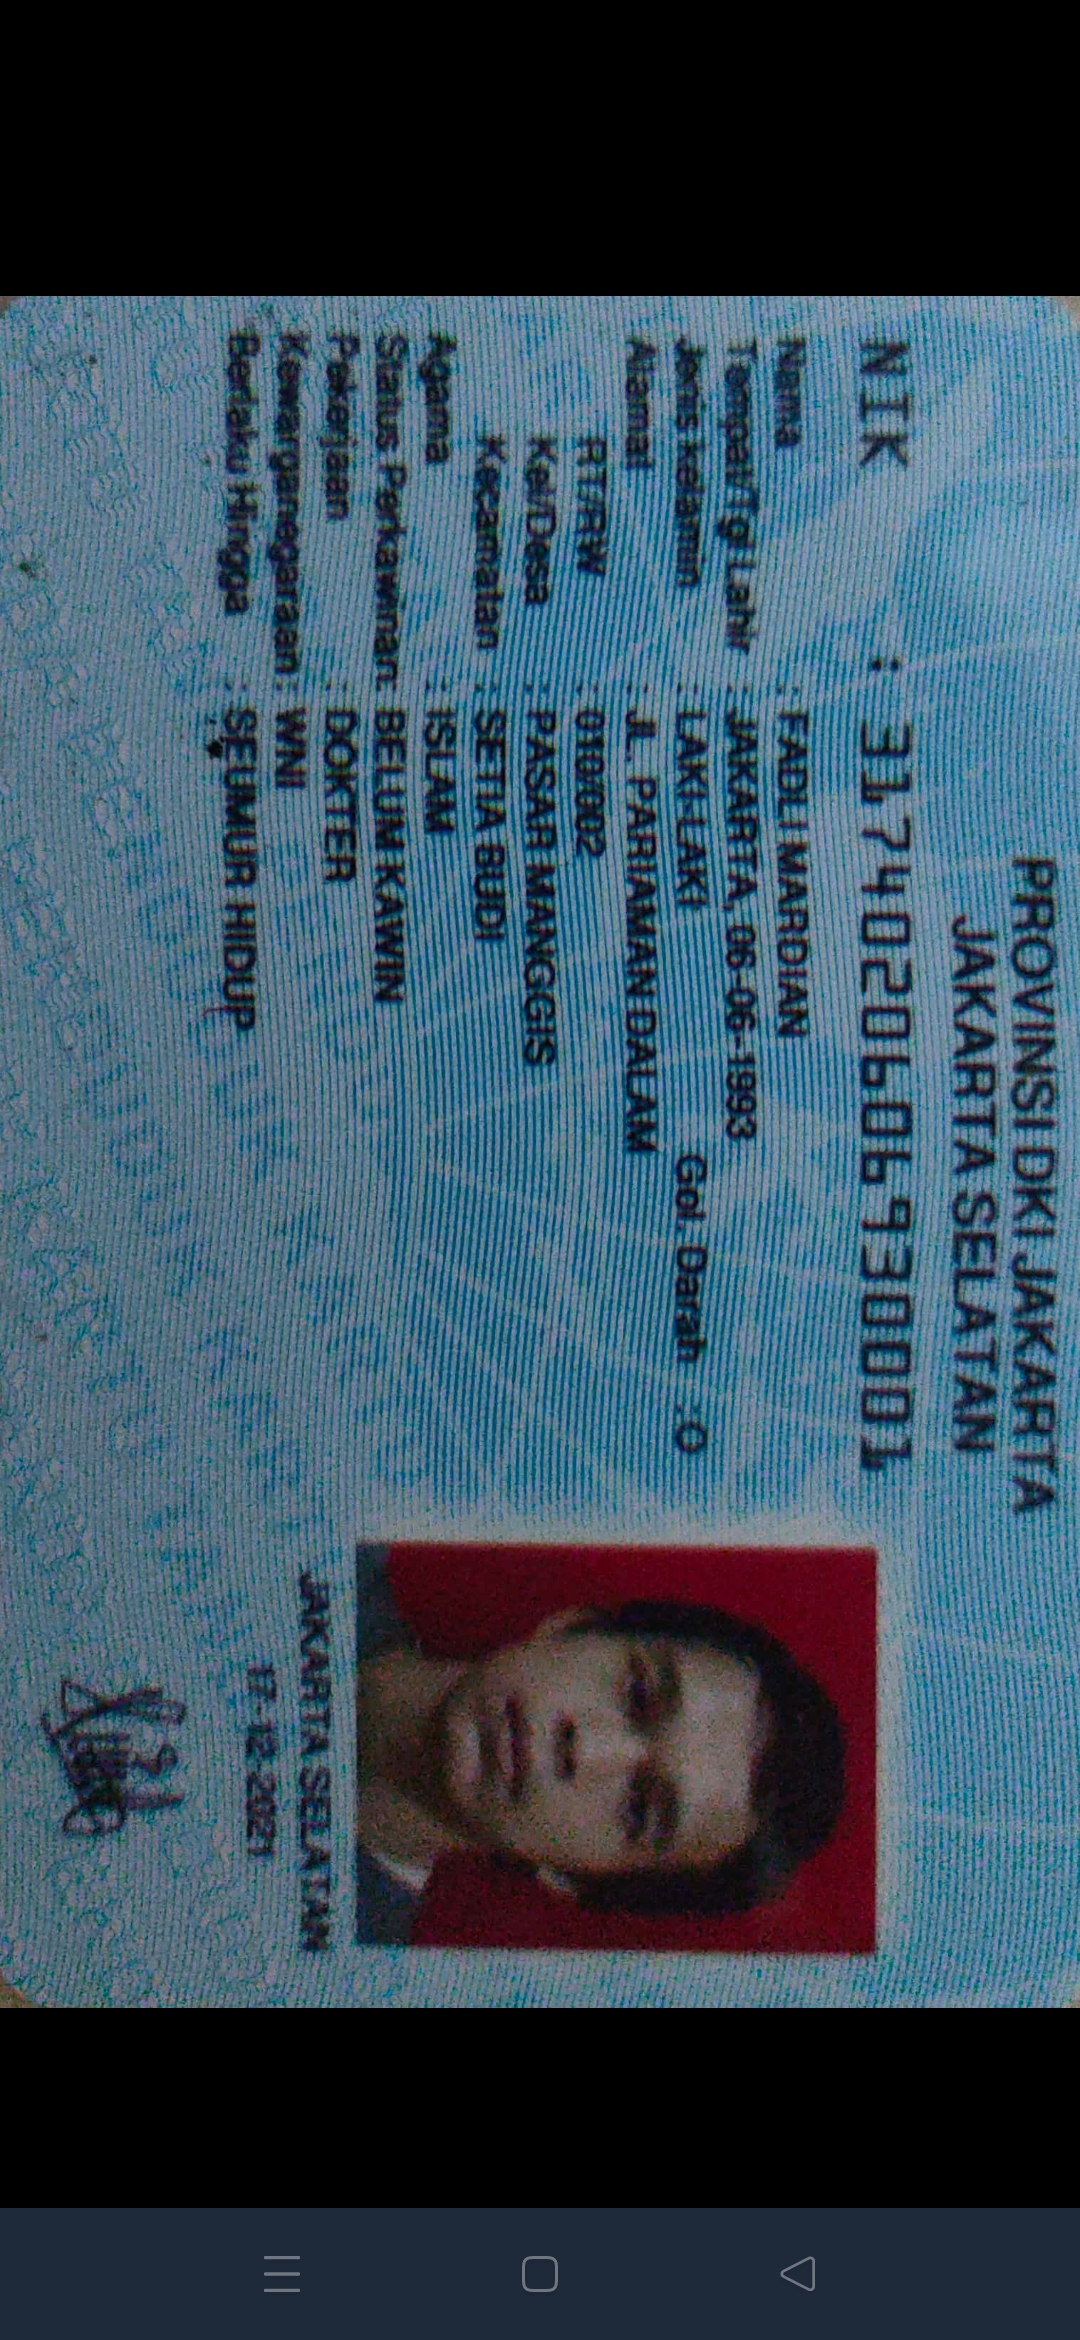 PROVINSI DKI JAKARTA
JAKARTA SELATAN
NIK : 3174020606930001
Nama : FADLI MARDIAN
Tempat/Tgl Lahir : JAKARTA, 06-06-1993
Jenis kelamin : LAKI-LAKI Gol. Darah : O
Alamat : JL. PARIAMAN DALAM
RT/RW : 010/002
Kel/Desa : PASAR MANGGIS
Kecamatan : SETIA BUDI
Agama : ISLAM
Status Perkawinan: BELUM KAWIN
Pekerjaan : DOKTER
Kewarganegaraan: WNI
Berlaku Hingga : SEUMUR HIDUP
JAKARTA SELATAN
17-12-2021